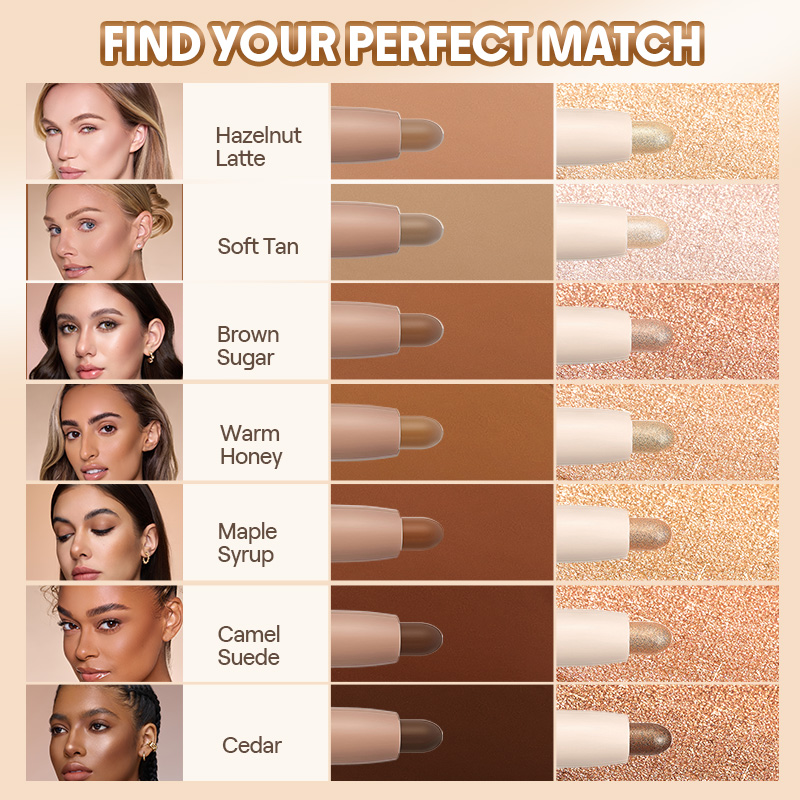 FIND YOUR PERFECT MATCH
Hazelnut
Latte
Soft Tan
Brown
Sugar
Warm
Honey
Maple
Syrup
Camel
Suede
Cedar